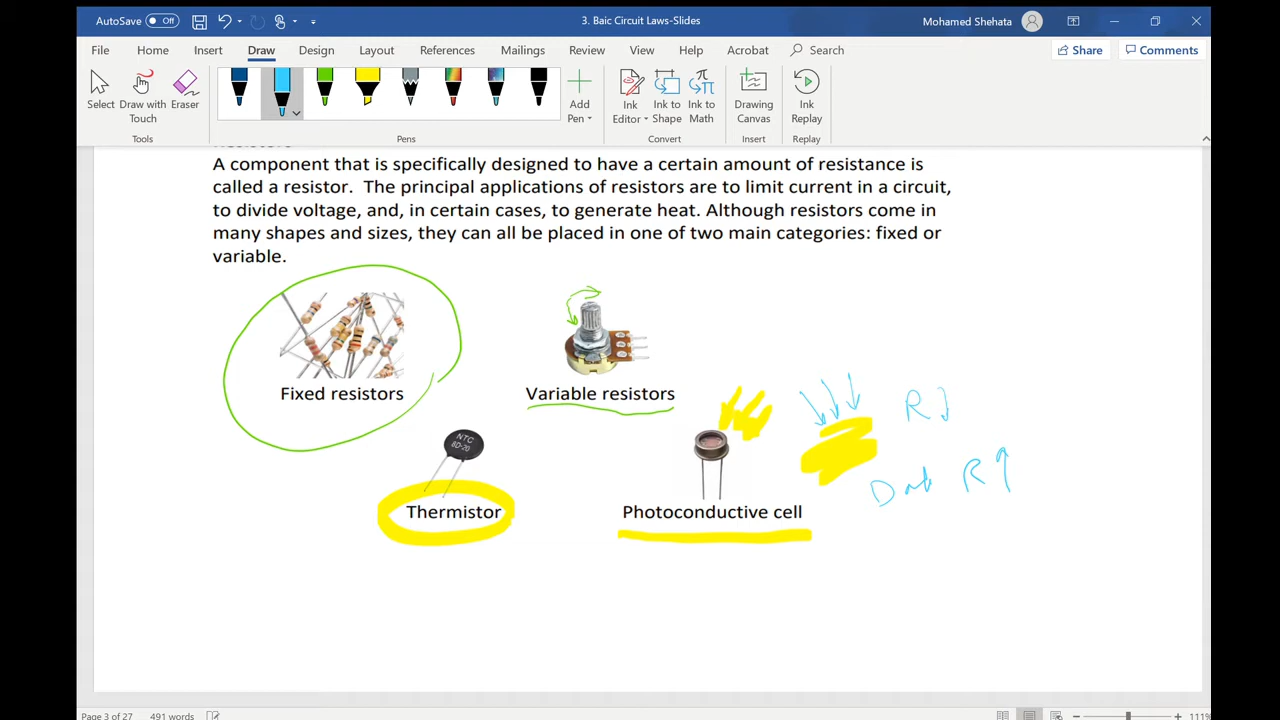 AutoSave Off 3. Baic Circuit Laws-Slides Mohamed Shehata
File Home Insert Draw Design Layout References Mailings Review View Help Acrobat Search Share Comments
Select Draw with Touch Eraser Add Pen Ink Editor Ink to Shape Ink to Math Drawing Canvas Ink Replay
Tools Pens Convert Insert Replay
A component that is specifically designed to have a certain amount of resistance is
called a resistor. The principal applications of resistors are to limit current in a circuit,
to divide voltage, and, in certain cases, to generate heat. Although resistors come in
many shapes and sizes, they can all be placed in one of two main categories: fixed or
variable.
Fixed resistors Variable resistors
R↓
NTC
8D-20
Dark R↑
Thermistor Photoconductive cell
Page 3 of 27 491 words 111%